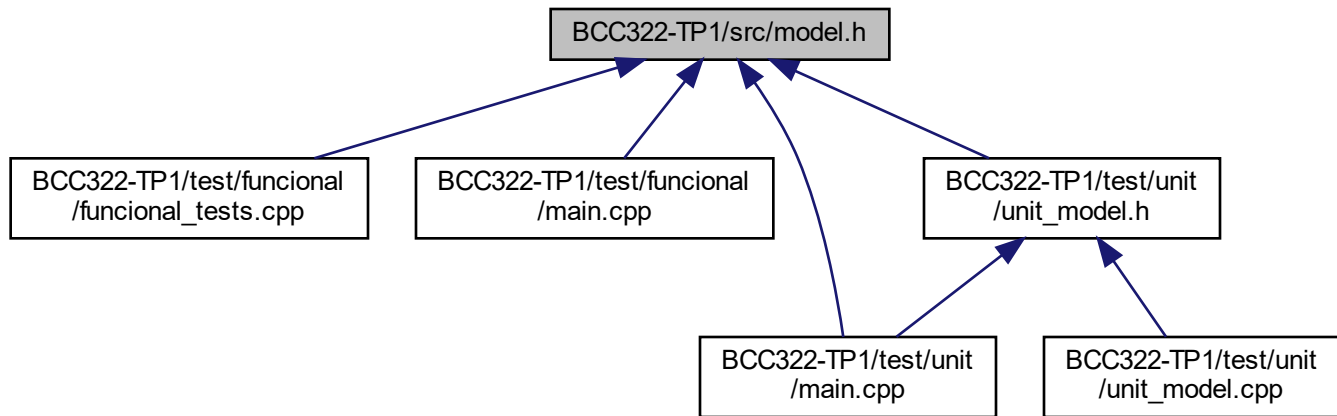 BCC322-TP1/src/model.h
BCC322-TP1/test/funcional
/funcional_tests.cpp
BCC322-TP1/test/funcional
/main.cpp
BCC322-TP1/test/unit
/unit_model.h
BCC322-TP1/test/unit
/main.cpp
BCC322-TP1/test/unit
/unit_model.cpp